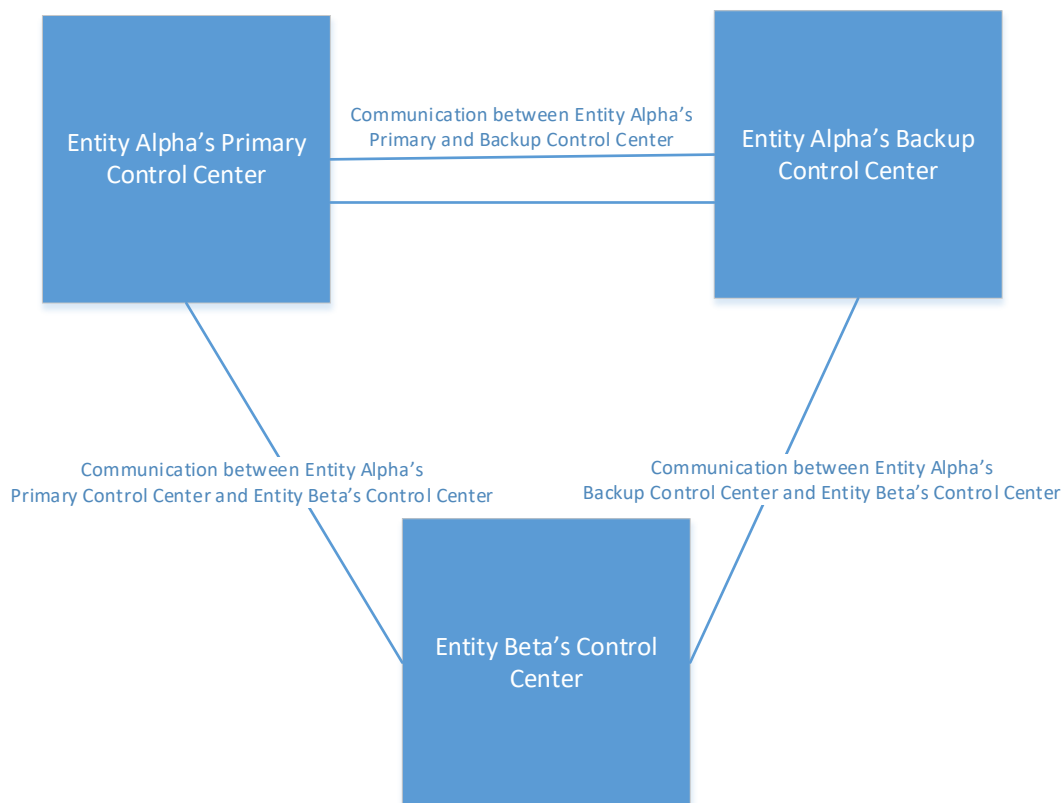 Entity Alpha’s Primary
Control Center
Communication between Entity Alpha’s
Primary and Backup Control Center
Entity Alpha’s Backup
Control Center
Communication between Entity Alpha’s
Primary Control Center and Entity Beta’s Control Center
Communication between Entity Alpha’s
Backup Control Center and Entity Beta’s Control Center
Entity Beta’s Control
Center